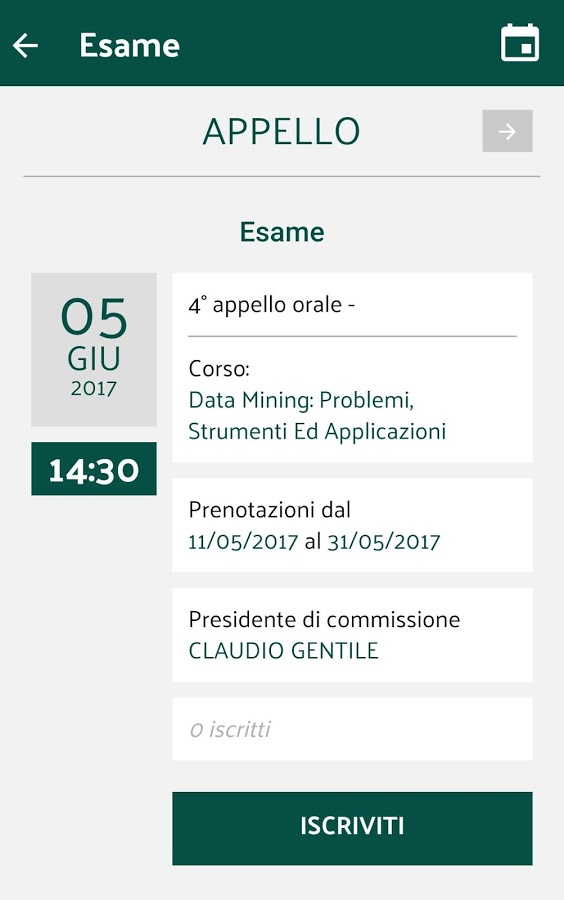 Esame
APPELLO
Esame
05
GIU
2017
14:30
4° appello orale -
Corso:
Data Mining: Problemi,
Strumenti Ed Applicazioni
Prenotazioni dal
11/05/2017 al 31/05/2017
Presidente di commissione
CLAUDIO GENTILE
0 iscritti
ISCRIVITI